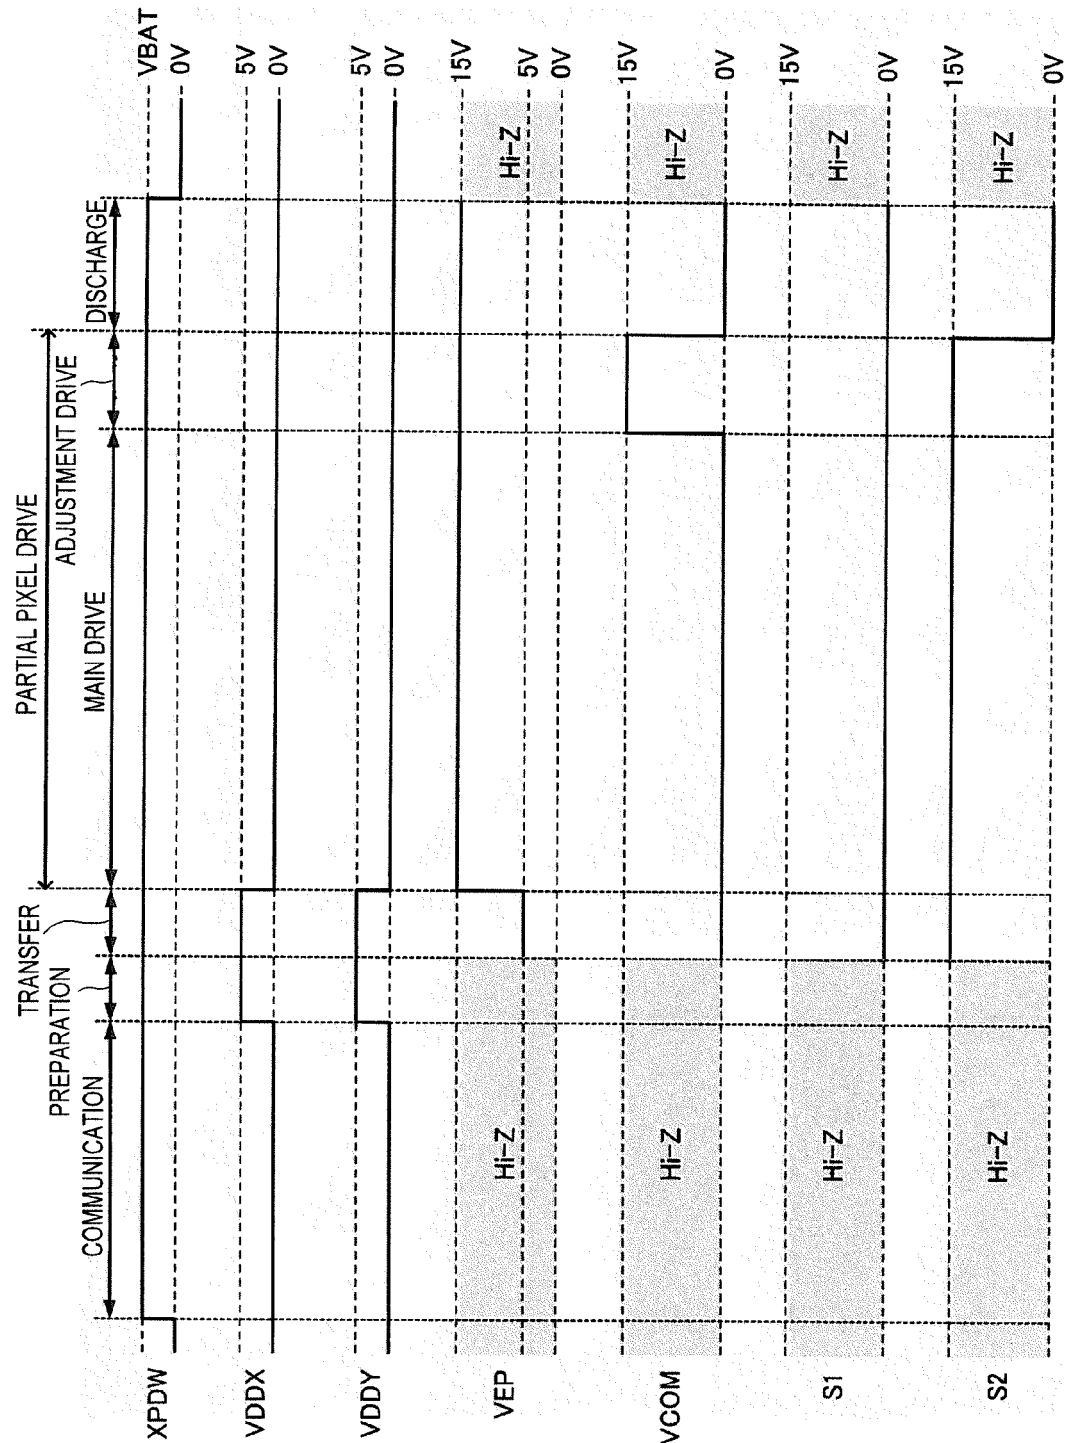 PARTIAL PIXEL DRIVE
TRANSFER
PREPARATION
ADJUSTMENT DRIVE
COMMUNICATION
MAIN DRIVE
DISCHARGE
XPDW
VBAT
0V
VDDX
5V
0V
VDDY
5V
0V
VEP
Hi-Z
Hi-Z
15V
5V
0V
VCOM
Hi-Z
Hi-Z
15V
0V
S1
Hi-Z
Hi-Z
15V
0V
S2
Hi-Z
Hi-Z
15V
0V